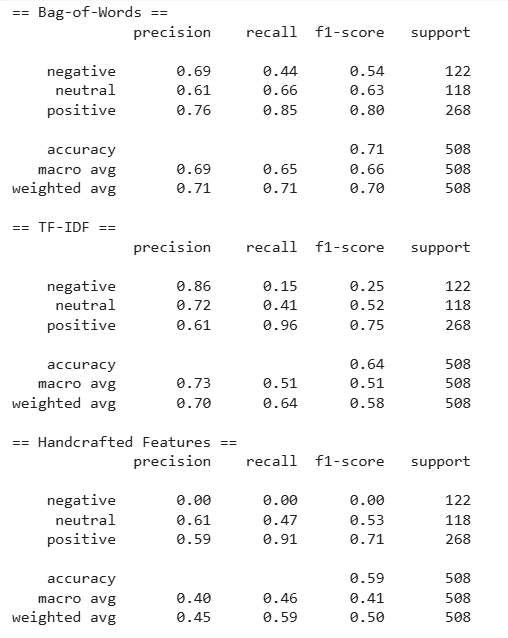 == Bag-of-Words ==
              precision    recall  f1-score   support

    negative       0.69      0.44      0.54       122
     neutral       0.61      0.66      0.63       118
    positive       0.76      0.85      0.80       268

    accuracy                           0.71       508
   macro avg       0.69      0.65      0.66       508
weighted avg       0.71      0.71      0.70       508

== TF-IDF ==
              precision    recall  f1-score   support

    negative       0.86      0.15      0.25       122
     neutral       0.72      0.41      0.52       118
    positive       0.61      0.96      0.75       268

    accuracy                           0.64       508
   macro avg       0.73      0.51      0.51       508
weighted avg       0.70      0.64      0.58       508

== Handcrafted Features ==
              precision    recall  f1-score   support

    negative       0.00      0.00      0.00       122
     neutral       0.61      0.47      0.53       118
    positive       0.59      0.91      0.71       268

    accuracy                           0.59       508
   macro avg       0.40      0.46      0.41       508
weighted avg       0.45      0.59      0.50       508